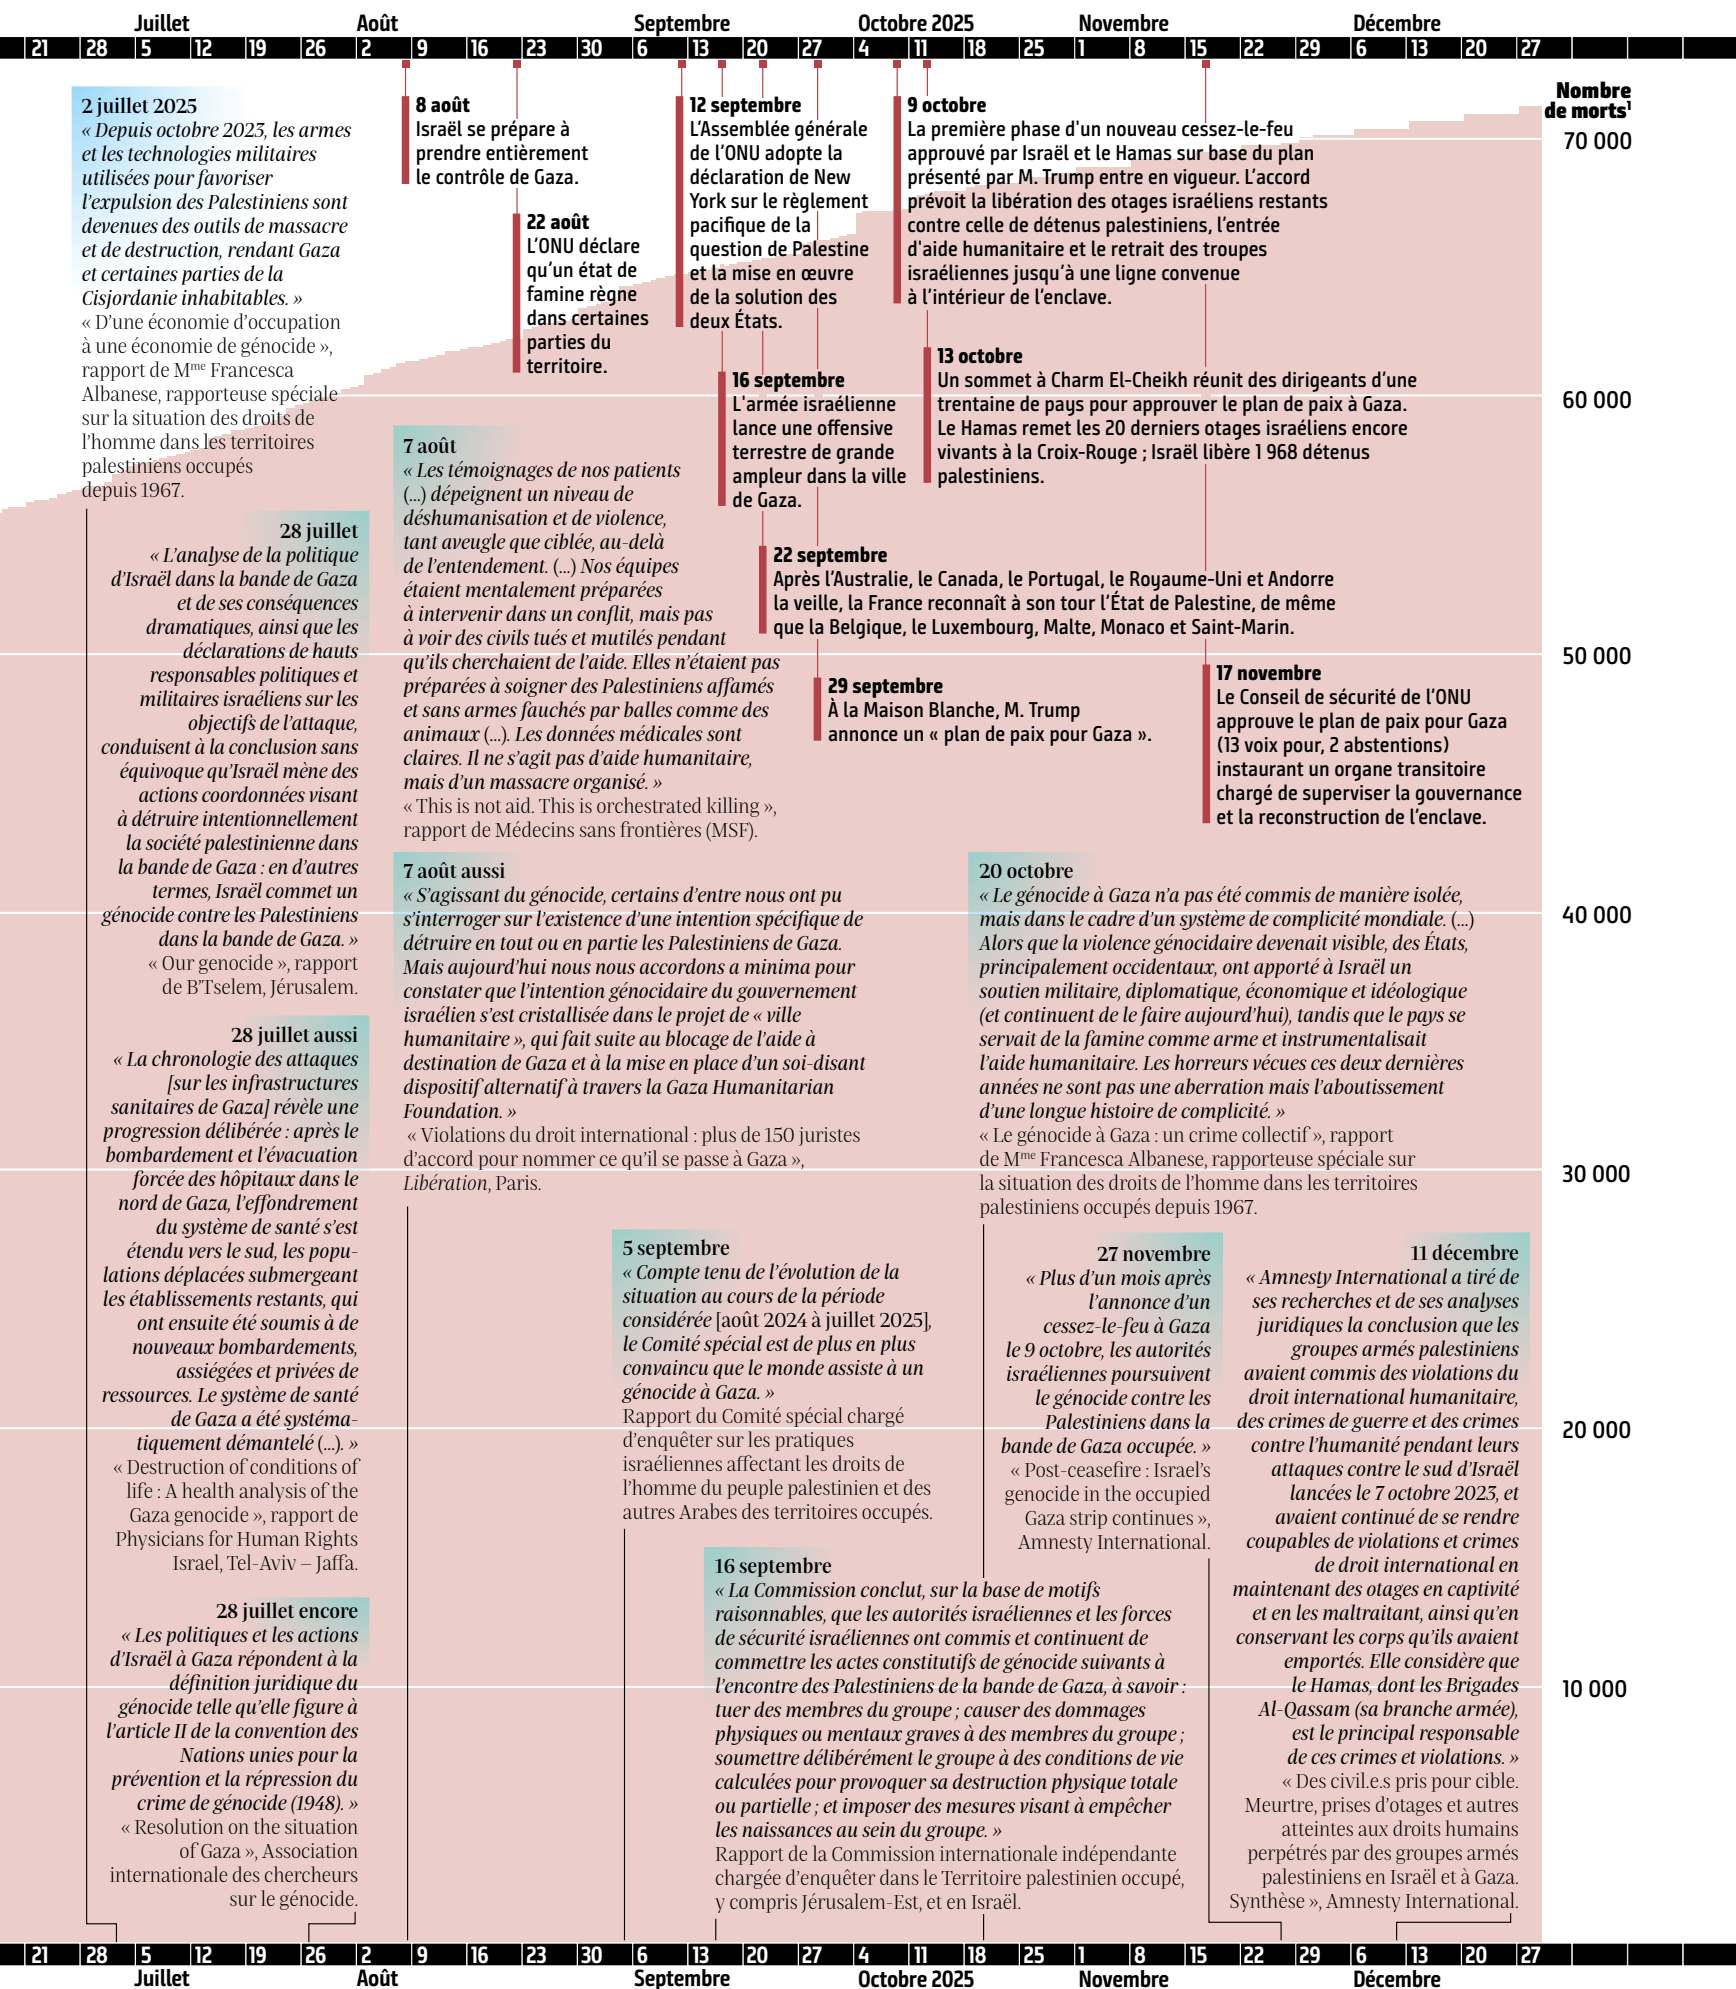 Juillet Août Septembre Octobre 2025 Novembre Décembre
21 28 5 12 19 26 2 9 16 23 30 6 13 20 27 4 11 18 25 1 8 15 22 29 6 13 20 27
Nombre
de morts¹
70 000
60 000
50 000
40 000
30 000
20 000
10 000
2 juillet 2025
« Depuis octobre 2023, les armes
et les technologies militaires
utilisées pour favoriser
l’expulsion des Palestiniens sont
devenues des outils de massacre
et de destruction, rendant Gaza
et certaines parties de la
Cisjordanie inhabitables. »
« D’une économie d’occupation
à une économie de génocide »,
rapport de Mme Francesca
Albanese, rapporteuse spéciale
sur la situation des droits de
l’homme dans les territoires
palestiniens occupés
depuis 1967.
28 juillet
« L’analyse de la politique
d’Israël dans la bande de Gaza
et de ses conséquences
dramatiques, ainsi que les
déclarations de hauts
responsables politiques et
militaires israéliens sur les
objectifs de l’attaque,
conduisent à la conclusion sans
équivoque qu’Israël mène des
actions coordonnées visant
à détruire intentionnellement
la société palestinienne dans
la bande de Gaza : en d’autres
termes, Israël commet un
génocide contre les Palestiniens
dans la bande de Gaza. »
« Our genocide », rapport
de B’Tselem, Jérusalem.
28 juillet aussi
« La chronologie des attaques
[sur les infrastructures
sanitaires de Gaza] révèle une
progression délibérée : après le
bombardement et l’évacuation
forcée des hôpitaux dans le
nord de Gaza, l’effondrement
du système de santé s’est
étendu vers le sud, les popu-
lations déplacées submergeant
les établissements restants, qui
ont ensuite été soumis à de
nouveaux bombardements,
assiégées et privées de
ressources. Le système de santé
de Gaza a été systéma-
tiquement démantelé (...). »
« Destruction of conditions of
life : A health analysis of the
Gaza genocide », rapport de
Physicians for Human Rights
Israel, Tel-Aviv – Jaffa.
28 juillet encore
« Les politiques et les actions
d’Israël à Gaza répondent à la
définition juridique du
génocide telle qu’elle figure à
l’article II de la convention des
Nations unies pour la
prévention et la répression du
crime de génocide (1948). »
« Resolution on the situation
of Gaza », Association
internationale des chercheurs
sur le génocide.
8 août
Israël se prépare à
prendre entièrement
le contrôle de Gaza.
22 août
L’ONU déclare
qu’un état de
famine règne
dans certaines
parties du
territoire.
12 septembre
L’Assemblée générale
de l’ONU adopte la
déclaration de New
York sur le règlement
pacifique de la
question de Palestine
et la mise en œuvre
de la solution des
deux États.
16 septembre
L'armée israélienne
lance une offensive
terrestre de grande
ampleur dans la ville
de Gaza.
9 octobre
La première phase d'un nouveau cessez-le-feu
approuvé par Israël et le Hamas sur base du plan
présenté par M. Trump entre en vigueur. L’accord
prévoit la libération des otages israéliens restants
contre celle de détenus palestiniens, l’entrée
d'aide humanitaire et le retrait des troupes
israéliennes jusqu’à une ligne convenue
à l’intérieur de l’enclave.
13 octobre
Un sommet à Charm El-Cheikh réunit des dirigeants d’une
trentaine de pays pour approuver le plan de paix à Gaza.
Le Hamas remet les 20 derniers otages israéliens encore
vivants à la Croix-Rouge ; Israël libère 1 968 détenus
palestiniens.
22 septembre
Après l’Australie, le Canada, le Portugal, le Royaume-Uni et Andorre
la veille, la France reconnaît à son tour l’État de Palestine, de même
que la Belgique, le Luxembourg, Malte, Monaco et Saint-Marin.
29 septembre
À la Maison Blanche, M. Trump
annonce un « plan de paix pour Gaza ».
17 novembre
Le Conseil de sécurité de l’ONU
approuve le plan de paix pour Gaza
(13 voix pour, 2 abstentions)
instaurant un organe transitoire
chargé de superviser la gouvernance
et la reconstruction de l’enclave.
7 août
« Les témoignages de nos patients
(...) dépeignent un niveau de
déshumanisation et de violence,
tant aveugle que ciblée, au-delà
de l’entendement. (...) Nos équipes
étaient mentalement préparées
à intervenir dans un conflit, mais pas
à voir des civils tués et mutilés pendant
qu’ils cherchaient de l’aide. Elles n’étaient pas
préparées à soigner des Palestiniens affamés
et sans armes fauchés par balles comme des
animaux (...). Les données médicales sont
claires. Il ne s’agit pas d’aide humanitaire,
mais d’un massacre organisé. »
« This is not aid. This is orchestrated killing »,
rapport de Médecins sans frontières (MSF).
7 août aussi
« S’agissant du génocide, certains d’entre nous ont pu
s’interroger sur l’existence d’une intention spécifique de
détruire en tout ou en partie les Palestiniens de Gaza.
Mais aujourd’hui nous nous accordons a minima pour
constater que l’intention génocidaire du gouvernement
israélien s’est cristallisée dans le projet de « ville
humanitaire », qui fait suite au blocage de l’aide à
destination de Gaza et à la mise en place d’un soi-disant
dispositif alternatif à travers la Gaza Humanitarian
Foundation. »
« Violations du droit international : plus de 150 juristes
d’accord pour nommer ce qu’il se passe à Gaza »,
Libération, Paris.
20 octobre
« Le génocide à Gaza n’a pas été commis de manière isolée,
mais dans le cadre d’un système de complicité mondiale. (...)
Alors que la violence génocidaire devenait visible, des États,
principalement occidentaux, ont apporté à Israël un
soutien militaire, diplomatique, économique et idéologique
(et continuent de le faire aujourd’hui), tandis que le pays se
servait de la famine comme arme et instrumentalisait
l’aide humanitaire. Les horreurs vécues ces deux dernières
années ne sont pas une aberration mais l’aboutissement
d’une longue histoire de complicité. »
« Le génocide à Gaza : un crime collectif », rapport
de Mme Francesca Albanese, rapporteuse spéciale sur
la situation des droits de l’homme dans les territoires
palestiniens occupés depuis 1967.
5 septembre
« Compte tenu de l’évolution de la
situation au cours de la période
considérée [août 2024 à juillet 2025],
le Comité spécial est de plus en plus
convaincu que le monde assiste à un
génocide à Gaza. »
Rapport du Comité spécial chargé
d’enquêter sur les pratiques
israéliennes affectant les droits de
l’homme du peuple palestinien et des
autres Arabes des territoires occupés.
16 septembre
« La Commission conclut, sur la base de motifs
raisonnables, que les autorités israéliennes et les forces
de sécurité israéliennes ont commis et continuent de
commettre les actes constitutifs de génocide suivants à
l’encontre des Palestiniens de la bande de Gaza, à savoir :
tuer des membres du groupe ; causer des dommages
physiques ou mentaux graves à des membres du groupe ;
soumettre délibérément le groupe à des conditions de vie
calculées pour provoquer sa destruction physique totale
ou partielle ; et imposer des mesures visant à empêcher
les naissances au sein du groupe. »
Rapport de la Commission internationale indépendante
chargée d’enquêter dans le Territoire palestinien occupé,
y compris Jérusalem-Est, et en Israël.
27 novembre
« Plus d’un mois après
l’annonce d’un
cessez-le-feu à Gaza
le 9 octobre, les autorités
israéliennes poursuivent
le génocide contre les
Palestiniens dans la
bande de Gaza occupée. »
« Post-ceasefire : Israel’s
genocide in the occupied
Gaza strip continues »,
Amnesty International.
11 décembre
« Amnesty International a tiré de
ses recherches et de ses analyses
juridiques la conclusion que les
groupes armés palestiniens
avaient commis des violations du
droit international humanitaire,
des crimes de guerre et des crimes
contre l’humanité pendant leurs
attaques contre le sud d’Israël
lancées le 7 octobre 2023, et
avaient continué de se rendre
coupables de violations et crimes
de droit international en
maintenant des otages en captivité
et en les maltraitant, ainsi qu’en
conservant les corps qu’ils avaient
emportés. Elle considère que
le Hamas, dont les Brigades
Al-Qassam (sa branche armée),
est le principal responsable
de ces crimes et violations. »
« Des civil.e.s pris pour cible.
Meurtre, prises d’otages et autres
atteintes aux droits humains
perpétrés par des groupes armés
palestiniens en Israël et à Gaza.
Synthèse », Amnesty International.
21 28 5 12 19 26 2 9 16 23 30 6 13 20 27 4 11 18 25 1 8 15 22 29 6 13 20 27
Juillet Août Septembre Octobre 2025 Novembre Décembre